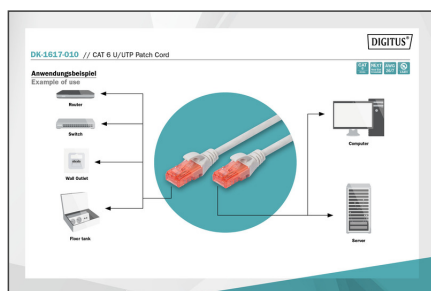 DIGITUS®
DK-1617-010 // CAT 6 U/UTP Patch Cord
Anwendungsbeispiel
Example of use
Router
Switch
Wall Outlet
Floor tank
Computer
Server